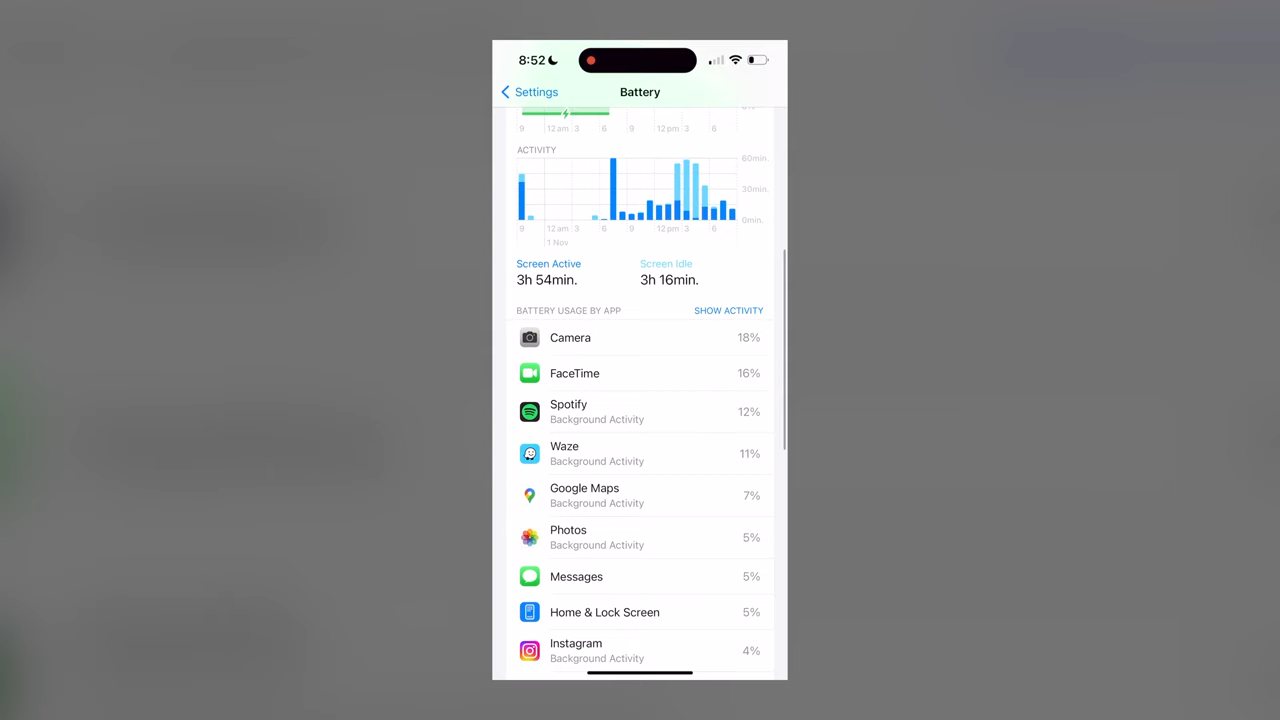 8:52
Settings
Battery
9 12 am 3 6 9 12 pm 3 6
ACTIVITY
60min.
30min.
0min.
9 12 am 3 6 9 12 pm 3 6
1 Nov
Screen Active Screen Idle
3h 54min. 3h 16min.
BATTERY USAGE BY APP SHOW ACTIVITY
Camera 18%
FaceTime 16%
Spotify
Background Activity
12%
Waze
Background Activity
11%
Google Maps
Background Activity
7%
Photos
Background Activity
5%
Messages 5%
Home & Lock Screen 5%
Instagram
Background Activity
4%